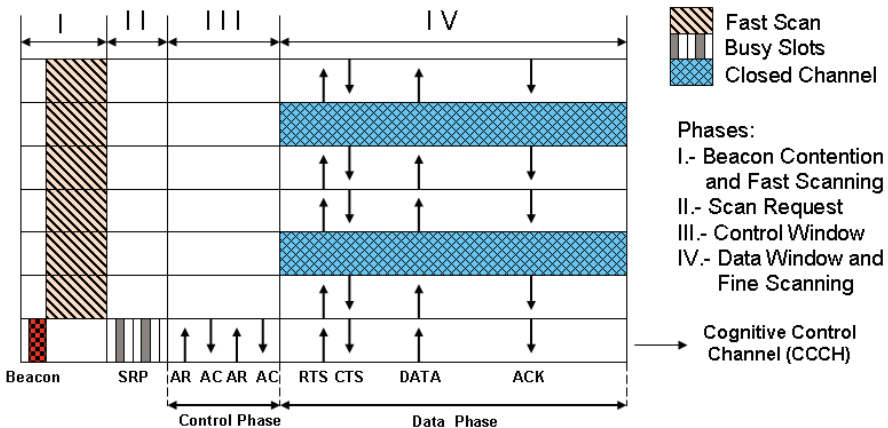 I II III IV
Fast Scan
Busy Slots
Closed Channel
Phases:
I.- Beacon Contention
and Fast Scanning
II.- Scan Request
III.- Control Window
IV.- Data Window and
Fine Scanning
Cognitive Control
Channel (CCCH)
Beacon SRP AR AC AR AC RTS CTS DATA ACK
Control Phase Data Phase